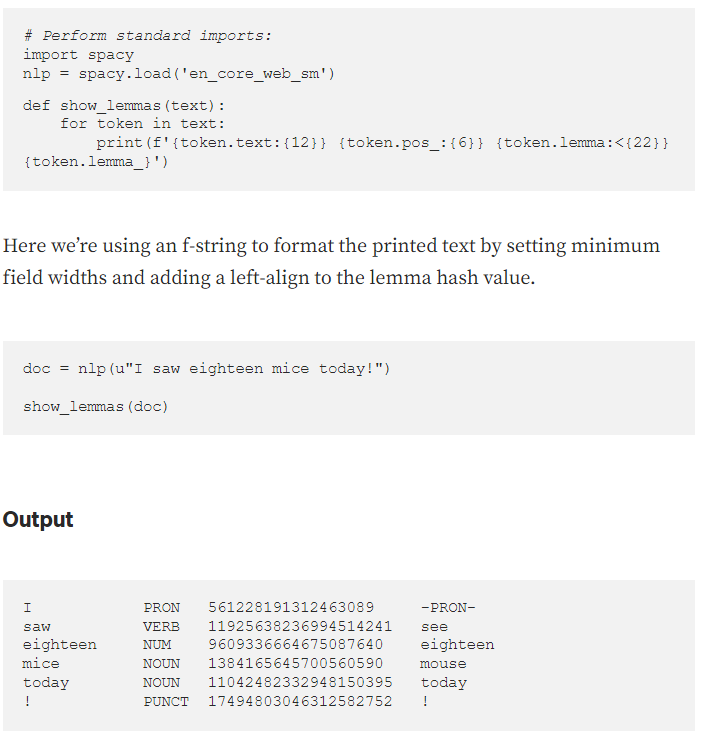 # Perform standard imports:
import spacy
nlp = spacy.load('en_core_web_sm')
def show_lemmas(text):
    for token in text:
        print(f'{token.text:{12}} {token.pos_:{6}} {token.lemma:<{22}}
{token.lemma_}')
Here we’re using an f-string to format the printed text by setting minimum
field widths and adding a left-align to the lemma hash value.
doc = nlp(u"I saw eighteen mice today!")
show_lemmas(doc)
Output
I            PRON   561228191312463089     -PRON-
saw          VERB   11925638236994514241   see
eighteen     NUM    9609336664675087640    eighteen
mice         NOUN   1384165645700560590    mouse
today        NOUN   11042482332948150395   today
!            PUNCT  17494803046312582752   !